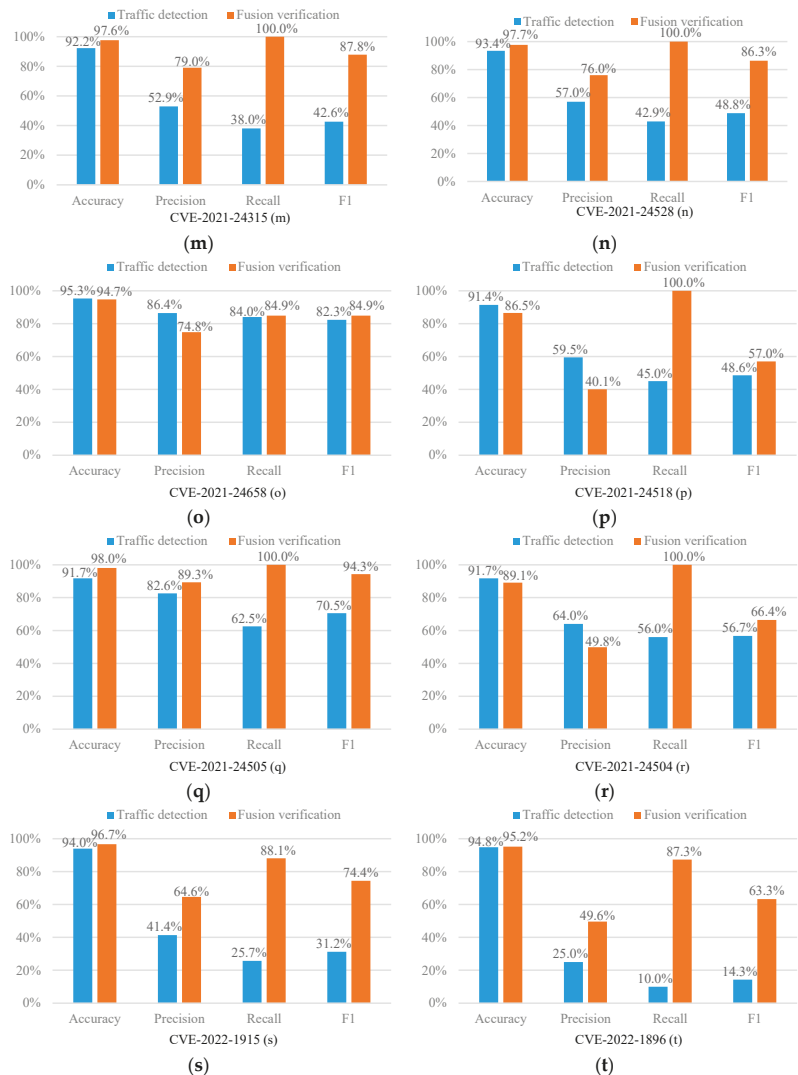 Traffic detection Fusion verification
100%
80%
60%
40%
20%
0%
92.2% 97.6%
52.9% 79.0%
38.0% 100.0%
42.6% 87.8%
Accuracy Precision Recall F1
CVE-2021-24315 (m)
(m)
Traffic detection Fusion verification
100%
80%
60%
40%
20%
0%
93.4% 97.7%
57.0% 76.0%
42.9% 100.0%
48.8% 86.3%
Accuracy Precision Recall F1
CVE-2021-24528 (n)
(n)
Traffic detection Fusion verification
100%
80%
60%
40%
20%
0%
95.3% 94.7%
86.4% 74.8%
84.0% 84.9%
82.3% 84.9%
Accuracy Precision Recall F1
CVE-2021-24658 (o)
(o)
Traffic detection Fusion verification
100%
80%
60%
40%
20%
0%
91.4% 86.5%
59.5% 40.1%
45.0% 100.0%
48.6% 57.0%
Accuracy Precision Recall F1
CVE-2021-24518 (p)
(p)
Traffic detection Fusion verification
100%
80%
60%
40%
20%
0%
91.7% 98.0%
82.6% 89.3%
62.5% 100.0%
70.5% 94.3%
Accuracy Precision Recall F1
CVE-2021-24505 (q)
(q)
Traffic detection Fusion verification
100%
80%
60%
40%
20%
0%
91.7% 89.1%
64.0% 49.8%
56.0% 100.0%
56.7% 66.4%
Accuracy Precision Recall F1
CVE-2021-24504 (r)
(r)
Traffic detection Fusion verification
100%
80%
60%
40%
20%
0%
94.0% 96.7%
41.4% 64.6%
25.7% 88.1%
31.2% 74.4%
Accuracy Precision Recall F1
CVE-2022-1915 (s)
(s)
Traffic detection Fusion verification
100%
80%
60%
40%
20%
0%
94.8% 95.2%
25.0% 49.6%
10.0% 87.3%
14.3% 63.3%
Accuracy Precision Recall F1
CVE-2022-1896 (t)
(t)